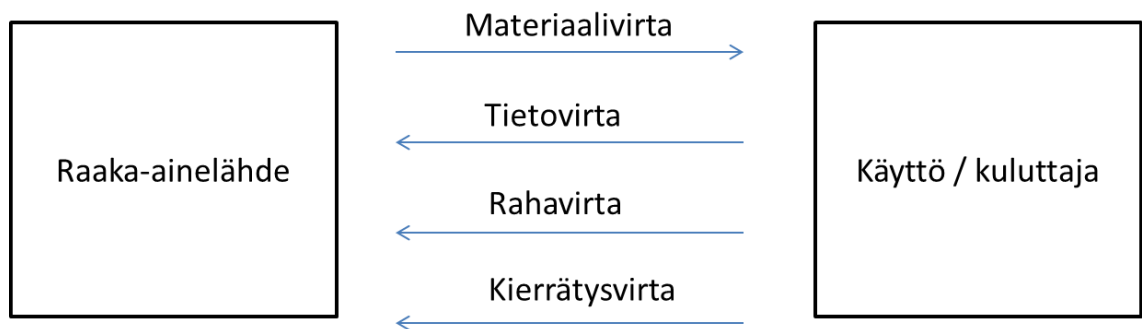 Materiaalivirta
Tietovirta
Raaka-ainelähde
Käyttö / kuluttaja
Rahavirta
Kierrätysvirta